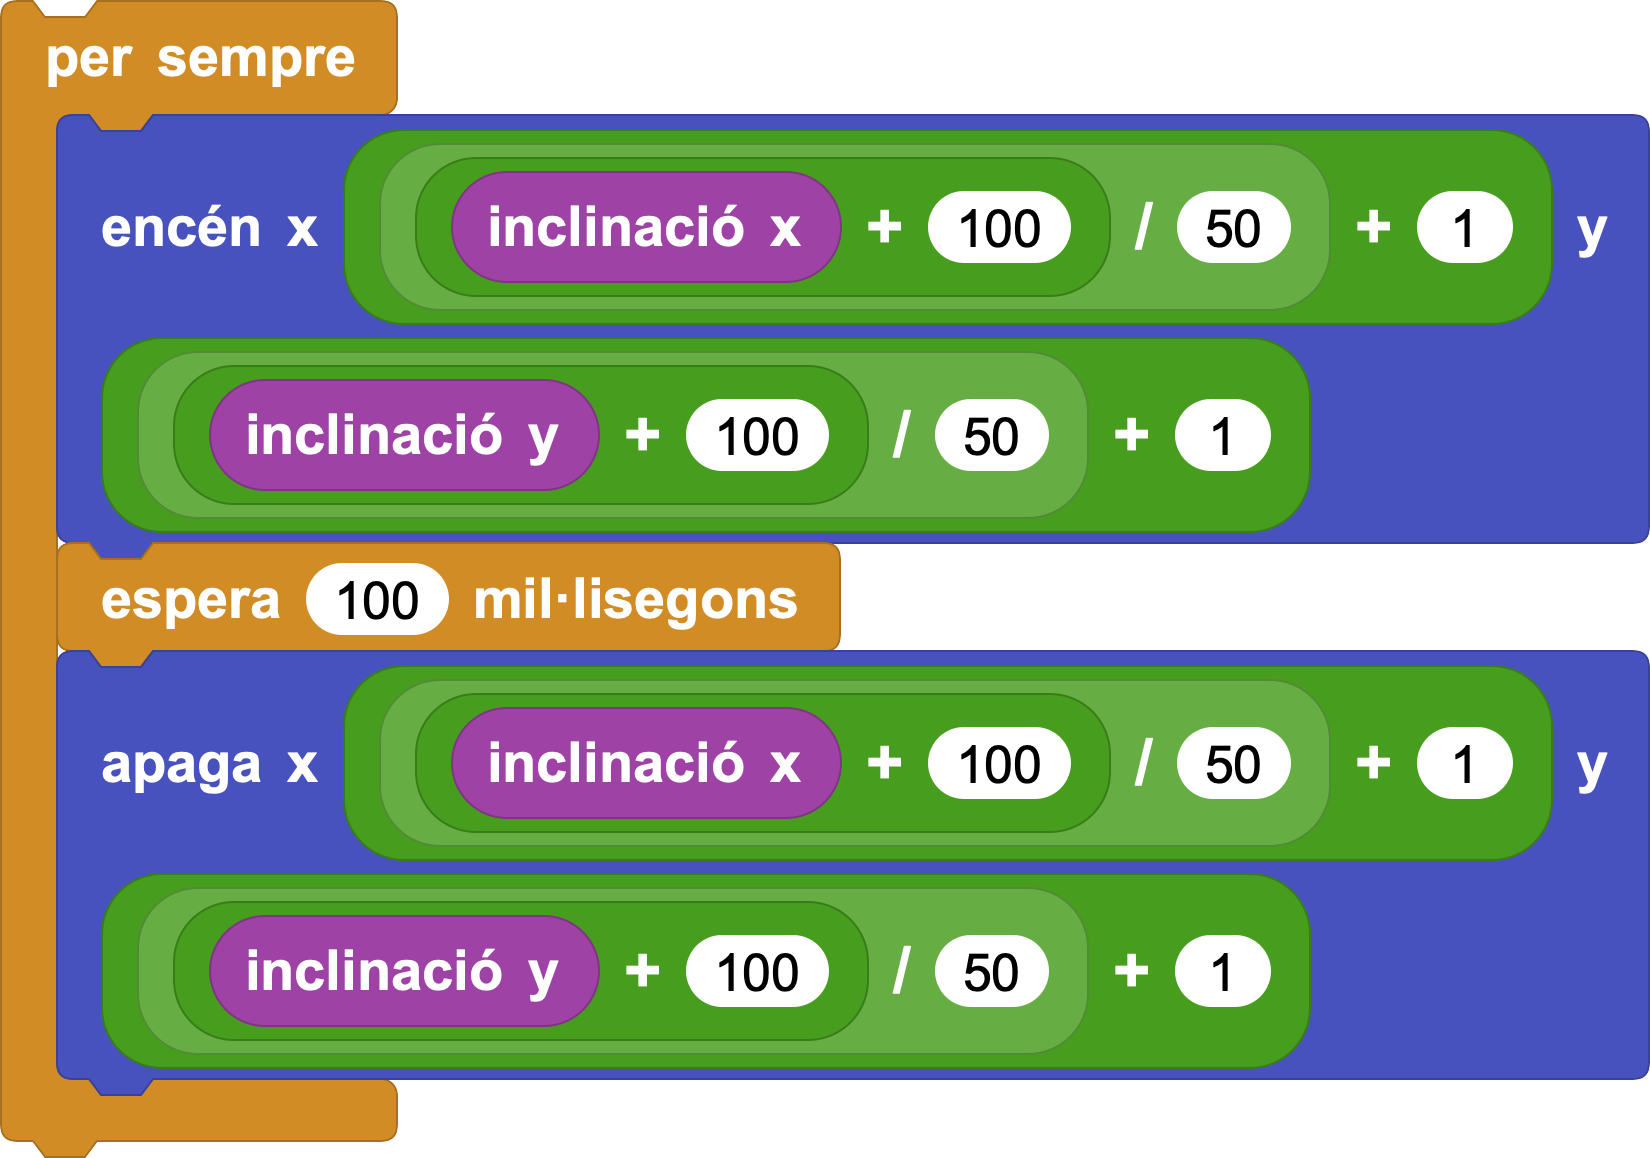 per sempre
encén x inclinació x + 100 / 50 + 1 y
inclinació y + 100 / 50 + 1
espera 100 mil·lisegons
apaga x inclinació x + 100 / 50 + 1 y
inclinació y + 100 / 50 + 1